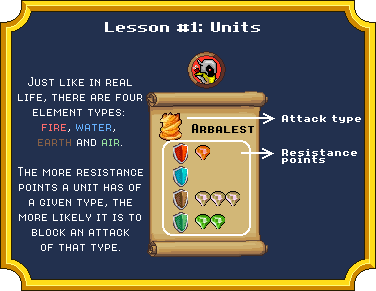 Lesson #1: Units
Just like in real
life, there are four
element types:
fire, water,
earth and air.
The more resistance
points a unit has of
a given type, the
more likely it is to
block an attack
of that type.
Arbalest
Attack type
Resistance
points